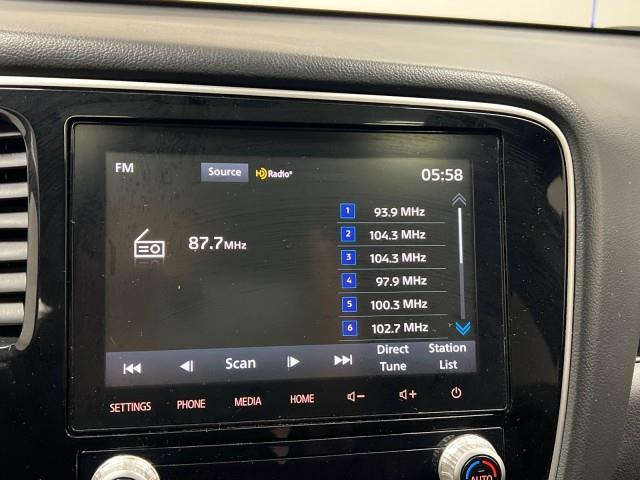 FM Source HD Radio® 05:58
87.7MHz
1 93.9 MHz
2 104.3 MHz
3 104.3 MHz
4 97.9 MHz
5 100.3 MHz
6 102.7 MHz
Scan
Direct Tune
Station List
SETTINGS PHONE MEDIA HOME
AUTO